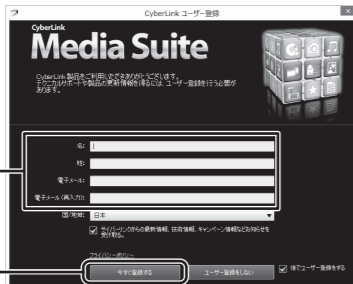 CyberLink ユーザー登録
CyberLink
Media Suite
CyberLink 製品をご利用いただきありがとうございます。
テクニカルサポートや製品の更新情報を得るには、ユーザー登録を行う必要が
あります。
名:
姓:
電子メール:
電子メール (再入力):
国/地域: 日本
サイバーリンクからの最新情報、技術情報、キャンペーン情報などお知らせを
受け取る。
プライバシーポリシー
今すぐ登録する ユーザー登録をしない 後でユーザー登録をする